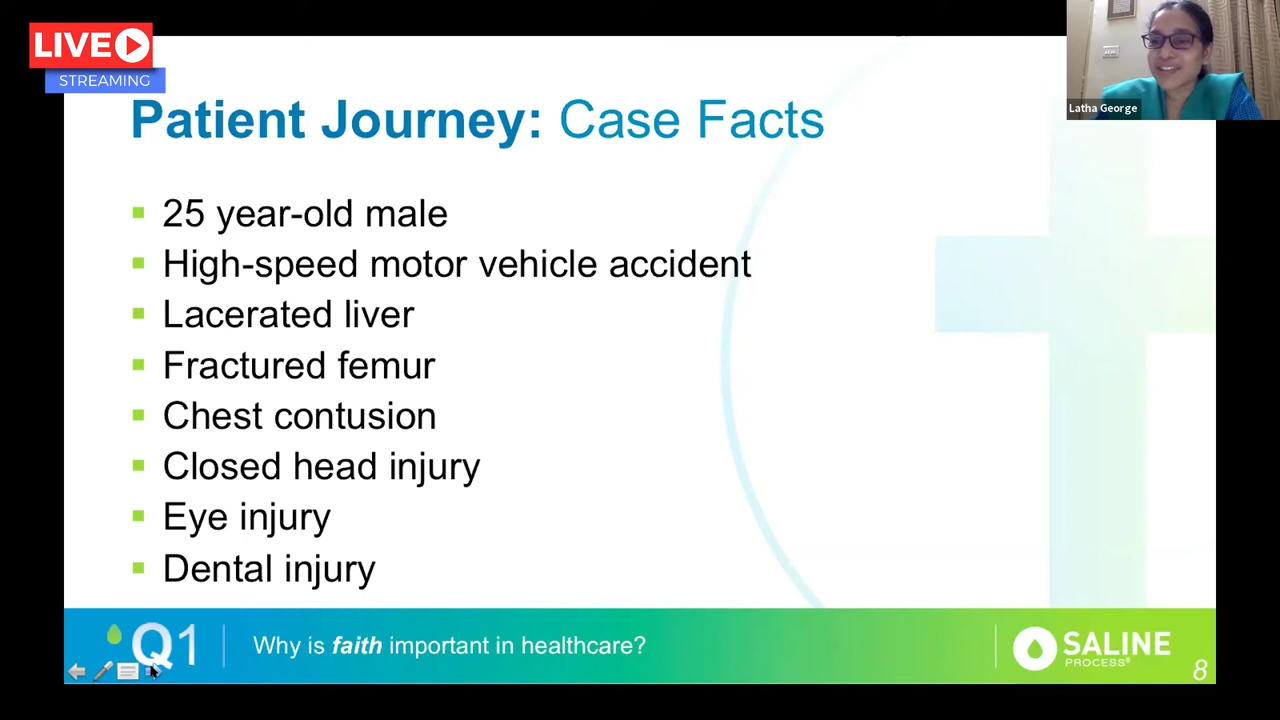 LIVE
STREAMING
Latha George
Patient Journey: Case Facts
25 year-old male
High-speed motor vehicle accident
Lacerated liver
Fractured femur
Chest contusion
Closed head injury
Eye injury
Dental injury
Q1
Why is faith important in healthcare?
SALINE
PROCESS®
8